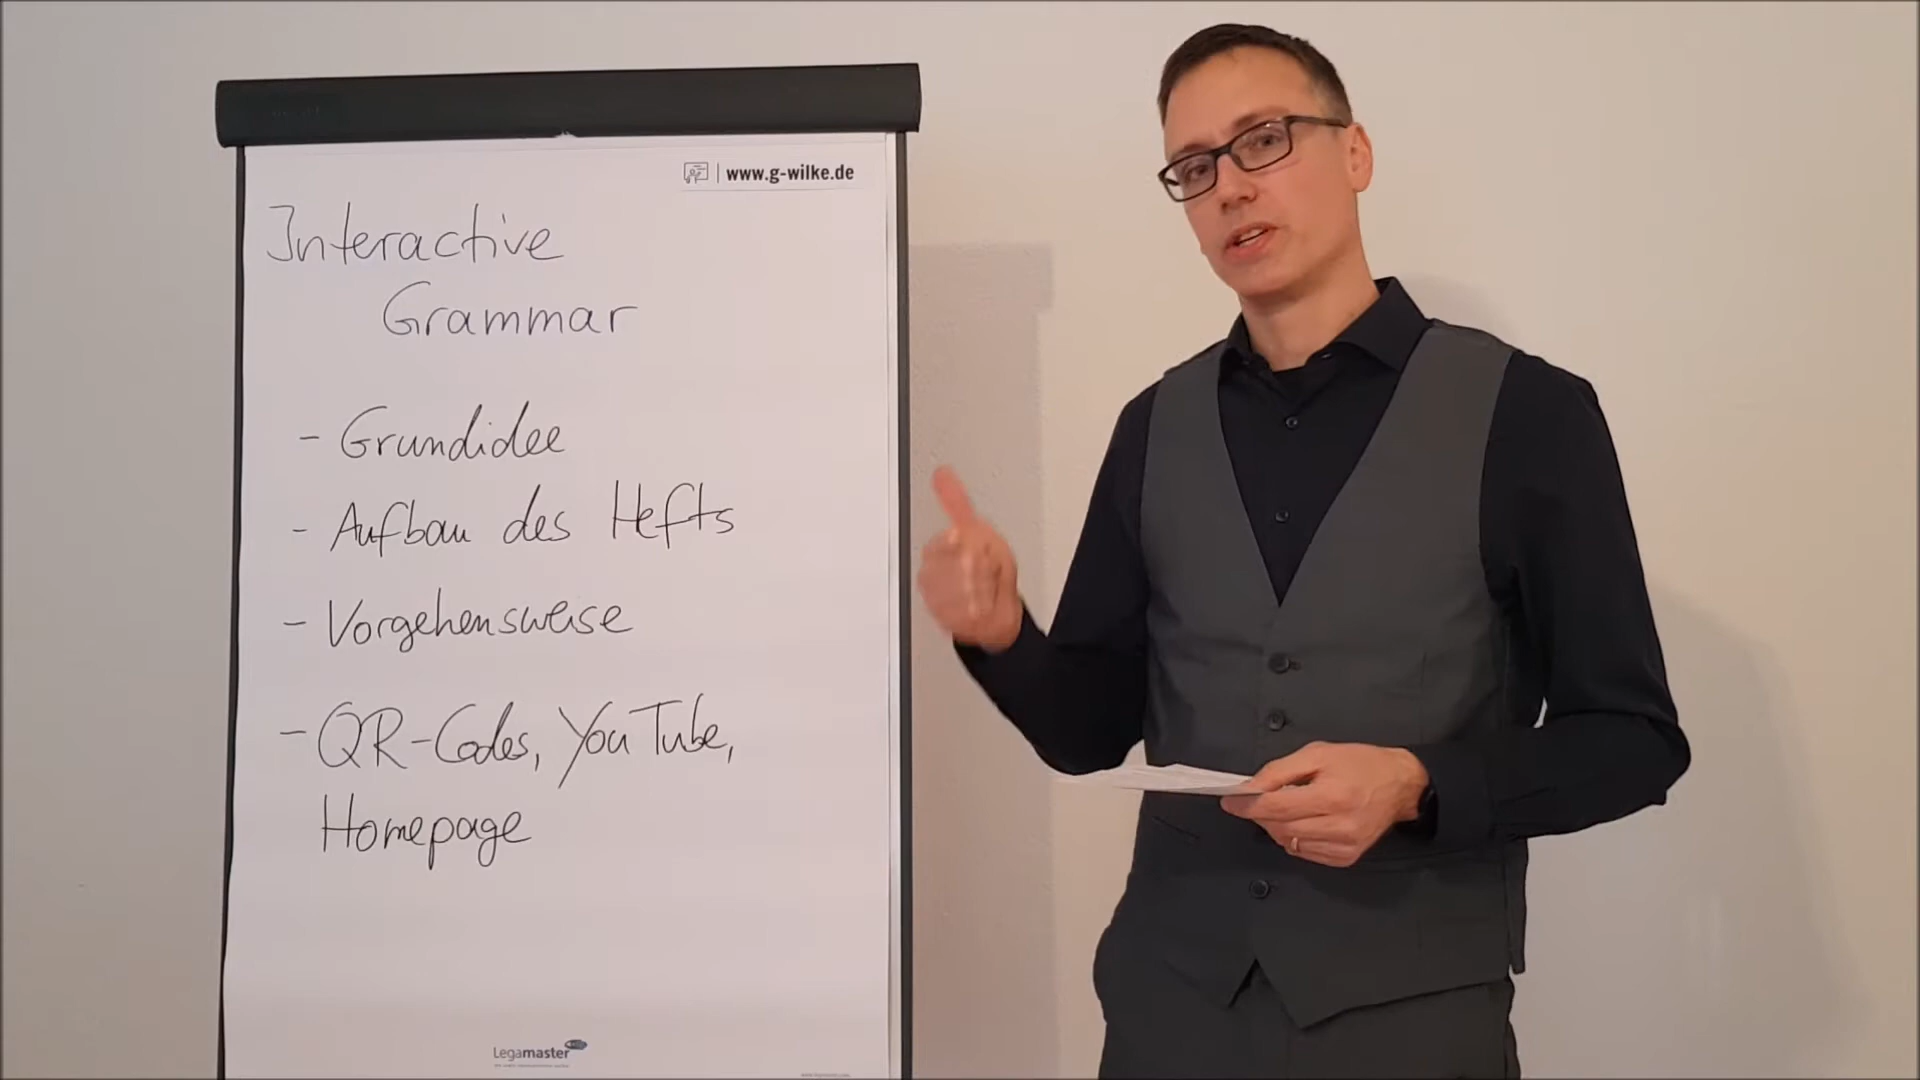 www.g-wilke.de
Interactive
Grammar
- Grundidee
- Aufbau des Hefts
- Vorgehensweise
- QR-Codes, YouTube,
Homepage
Legamaster